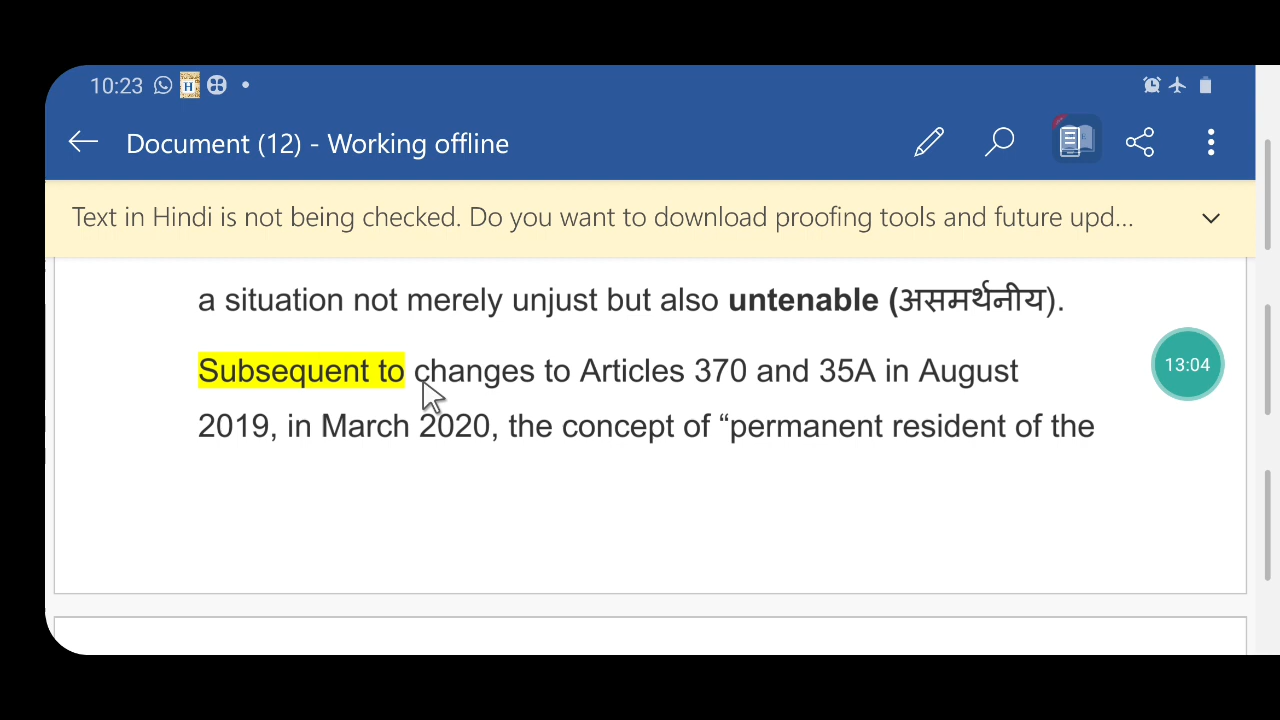 10:23
Document (12) - Working offline
Text in Hindi is not being checked. Do you want to download proofing tools and future upd...
a situation not merely unjust but also untenable (असमर्थनीय).
Subsequent to changes to Articles 370 and 35A in August
13:04
2019, in March 2020, the concept of “permanent resident of the